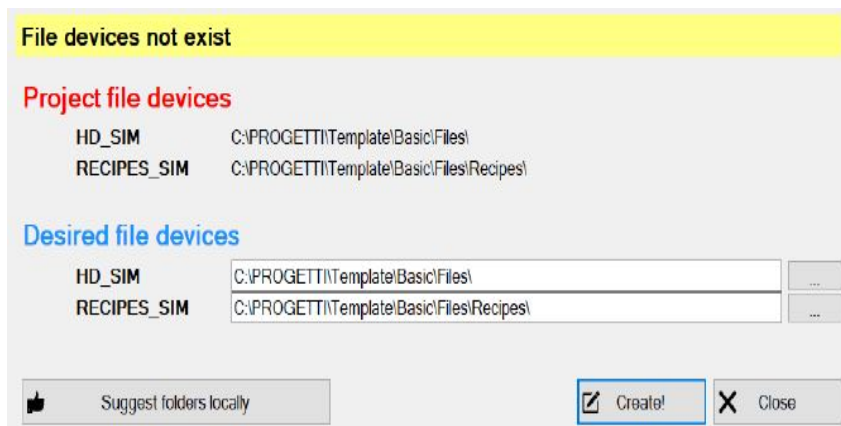 File devices not exist
Project file devices
HD_SIM C:\PROGETTI\Template\Basic\Files\
RECIPES_SIM C:\PROGETTI\Template\Basic\Files\Recipes\
Desired file devices
HD_SIM C:\PROGETTI\Template\Basic\Files\ ...
RECIPES_SIM C:\PROGETTI\Template\Basic\Files\Recipes\ ...
Suggest folders locally Create! Close